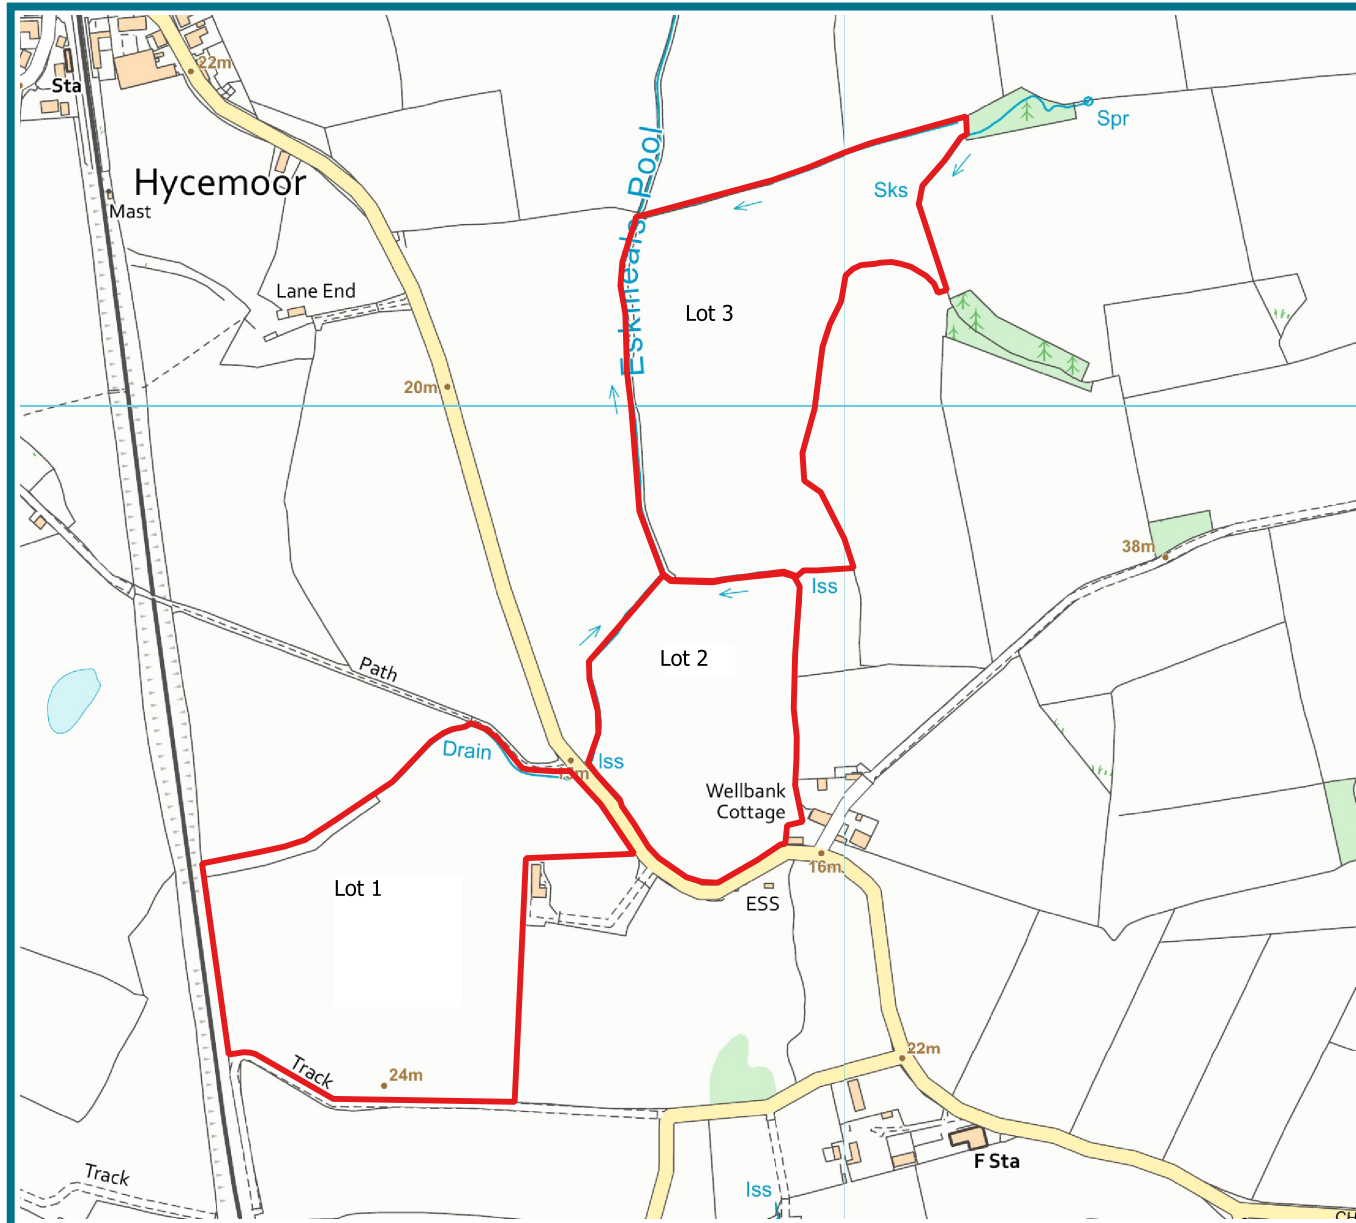 22m
Sta
Spr
Eskmeals Pool
Hycemoor
Sks
Mast
Lane End
Lot 3
20m
38m
Iss
Path
Lot 2
Drain
Iss
15m
Wellbank
Cottage
16m
Lot 1
ESS
22m
Track
24m
F Sta
Track
Iss